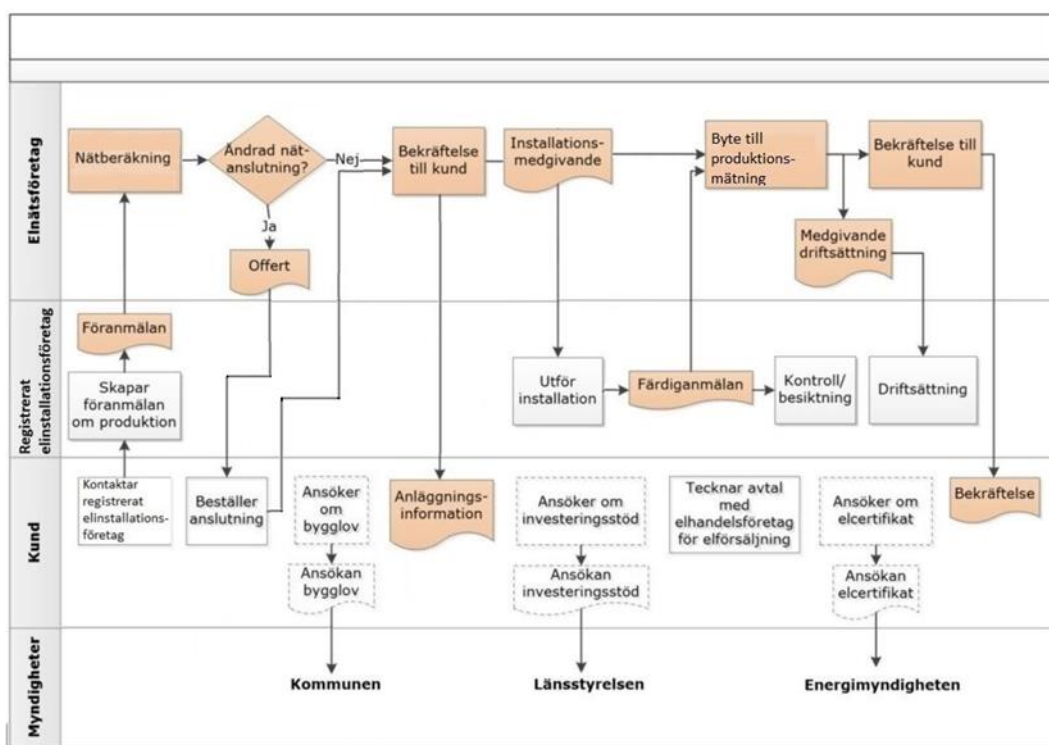 Elnätsföretag
Nätberäkning
Ändrad nät-
anslutning?
Nej
Ja
Offert
Bekräftelse
till kund
Installations-
medgivande
Byte till
produktions-
mätning
Bekräftelse till
kund
Medgivande
driftsättning
Registrerat
elinstallationsföretag
Föranmälan
Skapar
föranmälan
om produktion
Utför
installation
Färdiganmälan
Kontroll/
besiktning
Driftsättning
Kund
Kontaktar
registrerat
elinstallations-
företag
Beställer
anslutning
Ansöker
om
bygglov
Ansökan
bygglov
Anläggnings-
information
Ansöker om
investeringsstöd
Ansökan
investeringsstöd
Tecknar avtal
med
elhandelsföretag
för elförsäljning
Ansöker om
elcertifikat
Ansökan
elcertifikat
Bekräftelse
Myndigheter
Kommunen
Länsstyrelsen
Energimyndigheten